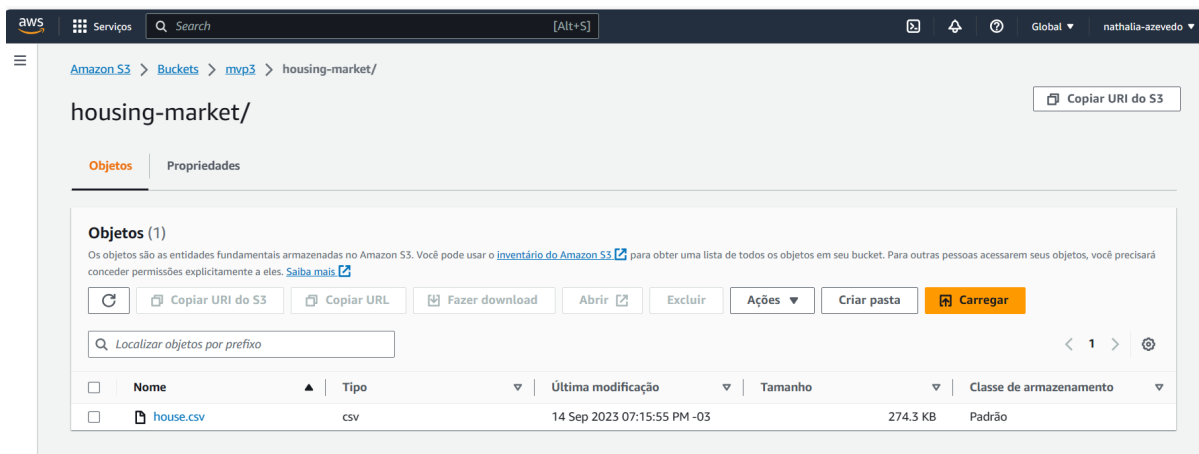 aws Serviços Search [Alt+S] Global nathalia-azevedo
Amazon S3 > Buckets > mvp3 > housing-market/
housing-market/
Copiar URI do S3
Objetos Propriedades
Objetos (1)
Os objetos são as entidades fundamentais armazenadas no Amazon S3. Você pode usar o inventário do Amazon S3 para obter uma lista de todos os objetos em seu bucket. Para outras pessoas acessarem seus objetos, você precisará
conceder permissões explicitamente a eles. Saiba mais
Copiar URI do S3 Copiar URL Fazer download Abrir Excluir Ações Criar pasta Carregar
Localizar objetos por prefixo < 1 >
Nome Tipo Última modificação Tamanho Classe de armazenamento
house.csv csv 14 Sep 2023 07:15:55 PM -03 274.3 KB Padrão